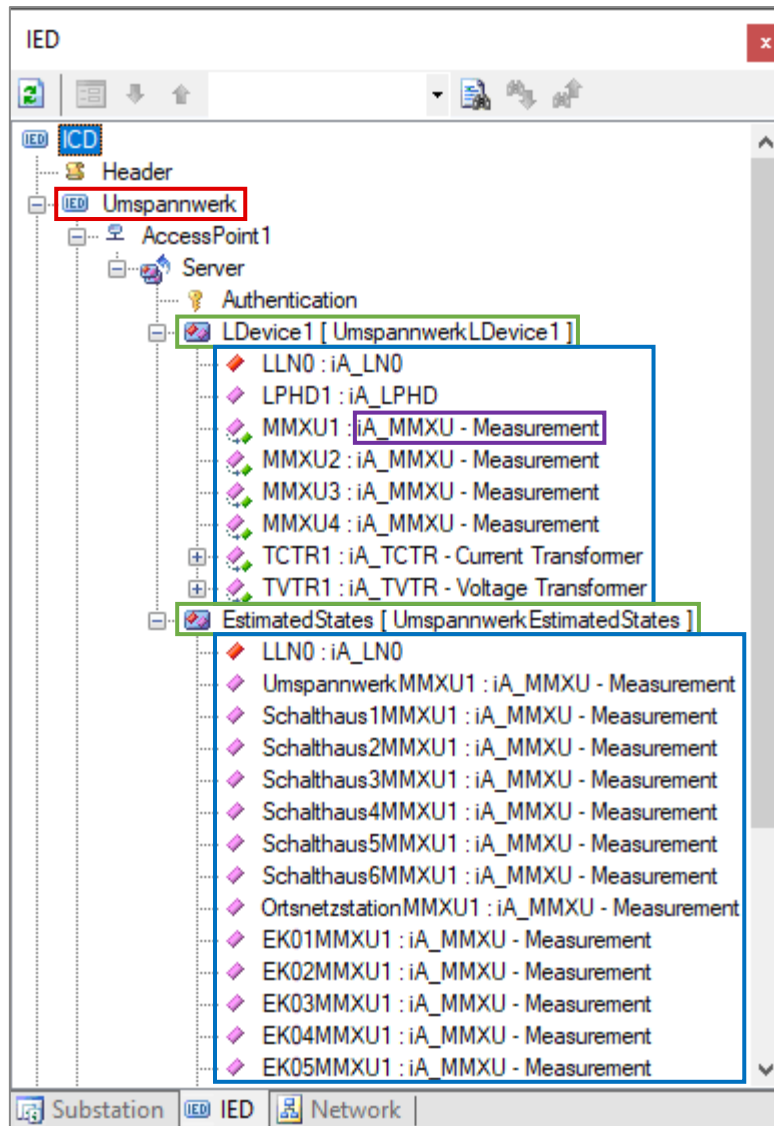 IED
x
IED ICD
Header
IED Umspannwerk
AccessPoint1
Server
Authentication
LDevice1 [ UmspannwerkLDevice1 ]
LLN0 : iA_LN0
LPHD1 : iA_LPHD
MMXU1 : iA_MMXU - Measurement
MMXU2 : iA_MMXU - Measurement
MMXU3 : iA_MMXU - Measurement
MMXU4 : iA_MMXU - Measurement
TCTR1 : iA_TCTR - Current Transformer
TVTR1 : iA_TVTR - Voltage Transformer
EstimatedStates [ UmspannwerkEstimatedStates ]
LLN0 : iA_LN0
UmspannwerkMMXU1 : iA_MMXU - Measurement
Schalthaus1MMXU1 : iA_MMXU - Measurement
Schalthaus2MMXU1 : iA_MMXU - Measurement
Schalthaus3MMXU1 : iA_MMXU - Measurement
Schalthaus4MMXU1 : iA_MMXU - Measurement
Schalthaus5MMXU1 : iA_MMXU - Measurement
Schalthaus6MMXU1 : iA_MMXU - Measurement
OrtsnetzstationMMXU1 : iA_MMXU - Measurement
EK01MMXU1 : iA_MMXU - Measurement
EK02MMXU1 : iA_MMXU - Measurement
EK03MMXU1 : iA_MMXU - Measurement
EK04MMXU1 : iA_MMXU - Measurement
EK05MMXU1 : iA_MMXU - Measurement
Substation IED IED Network